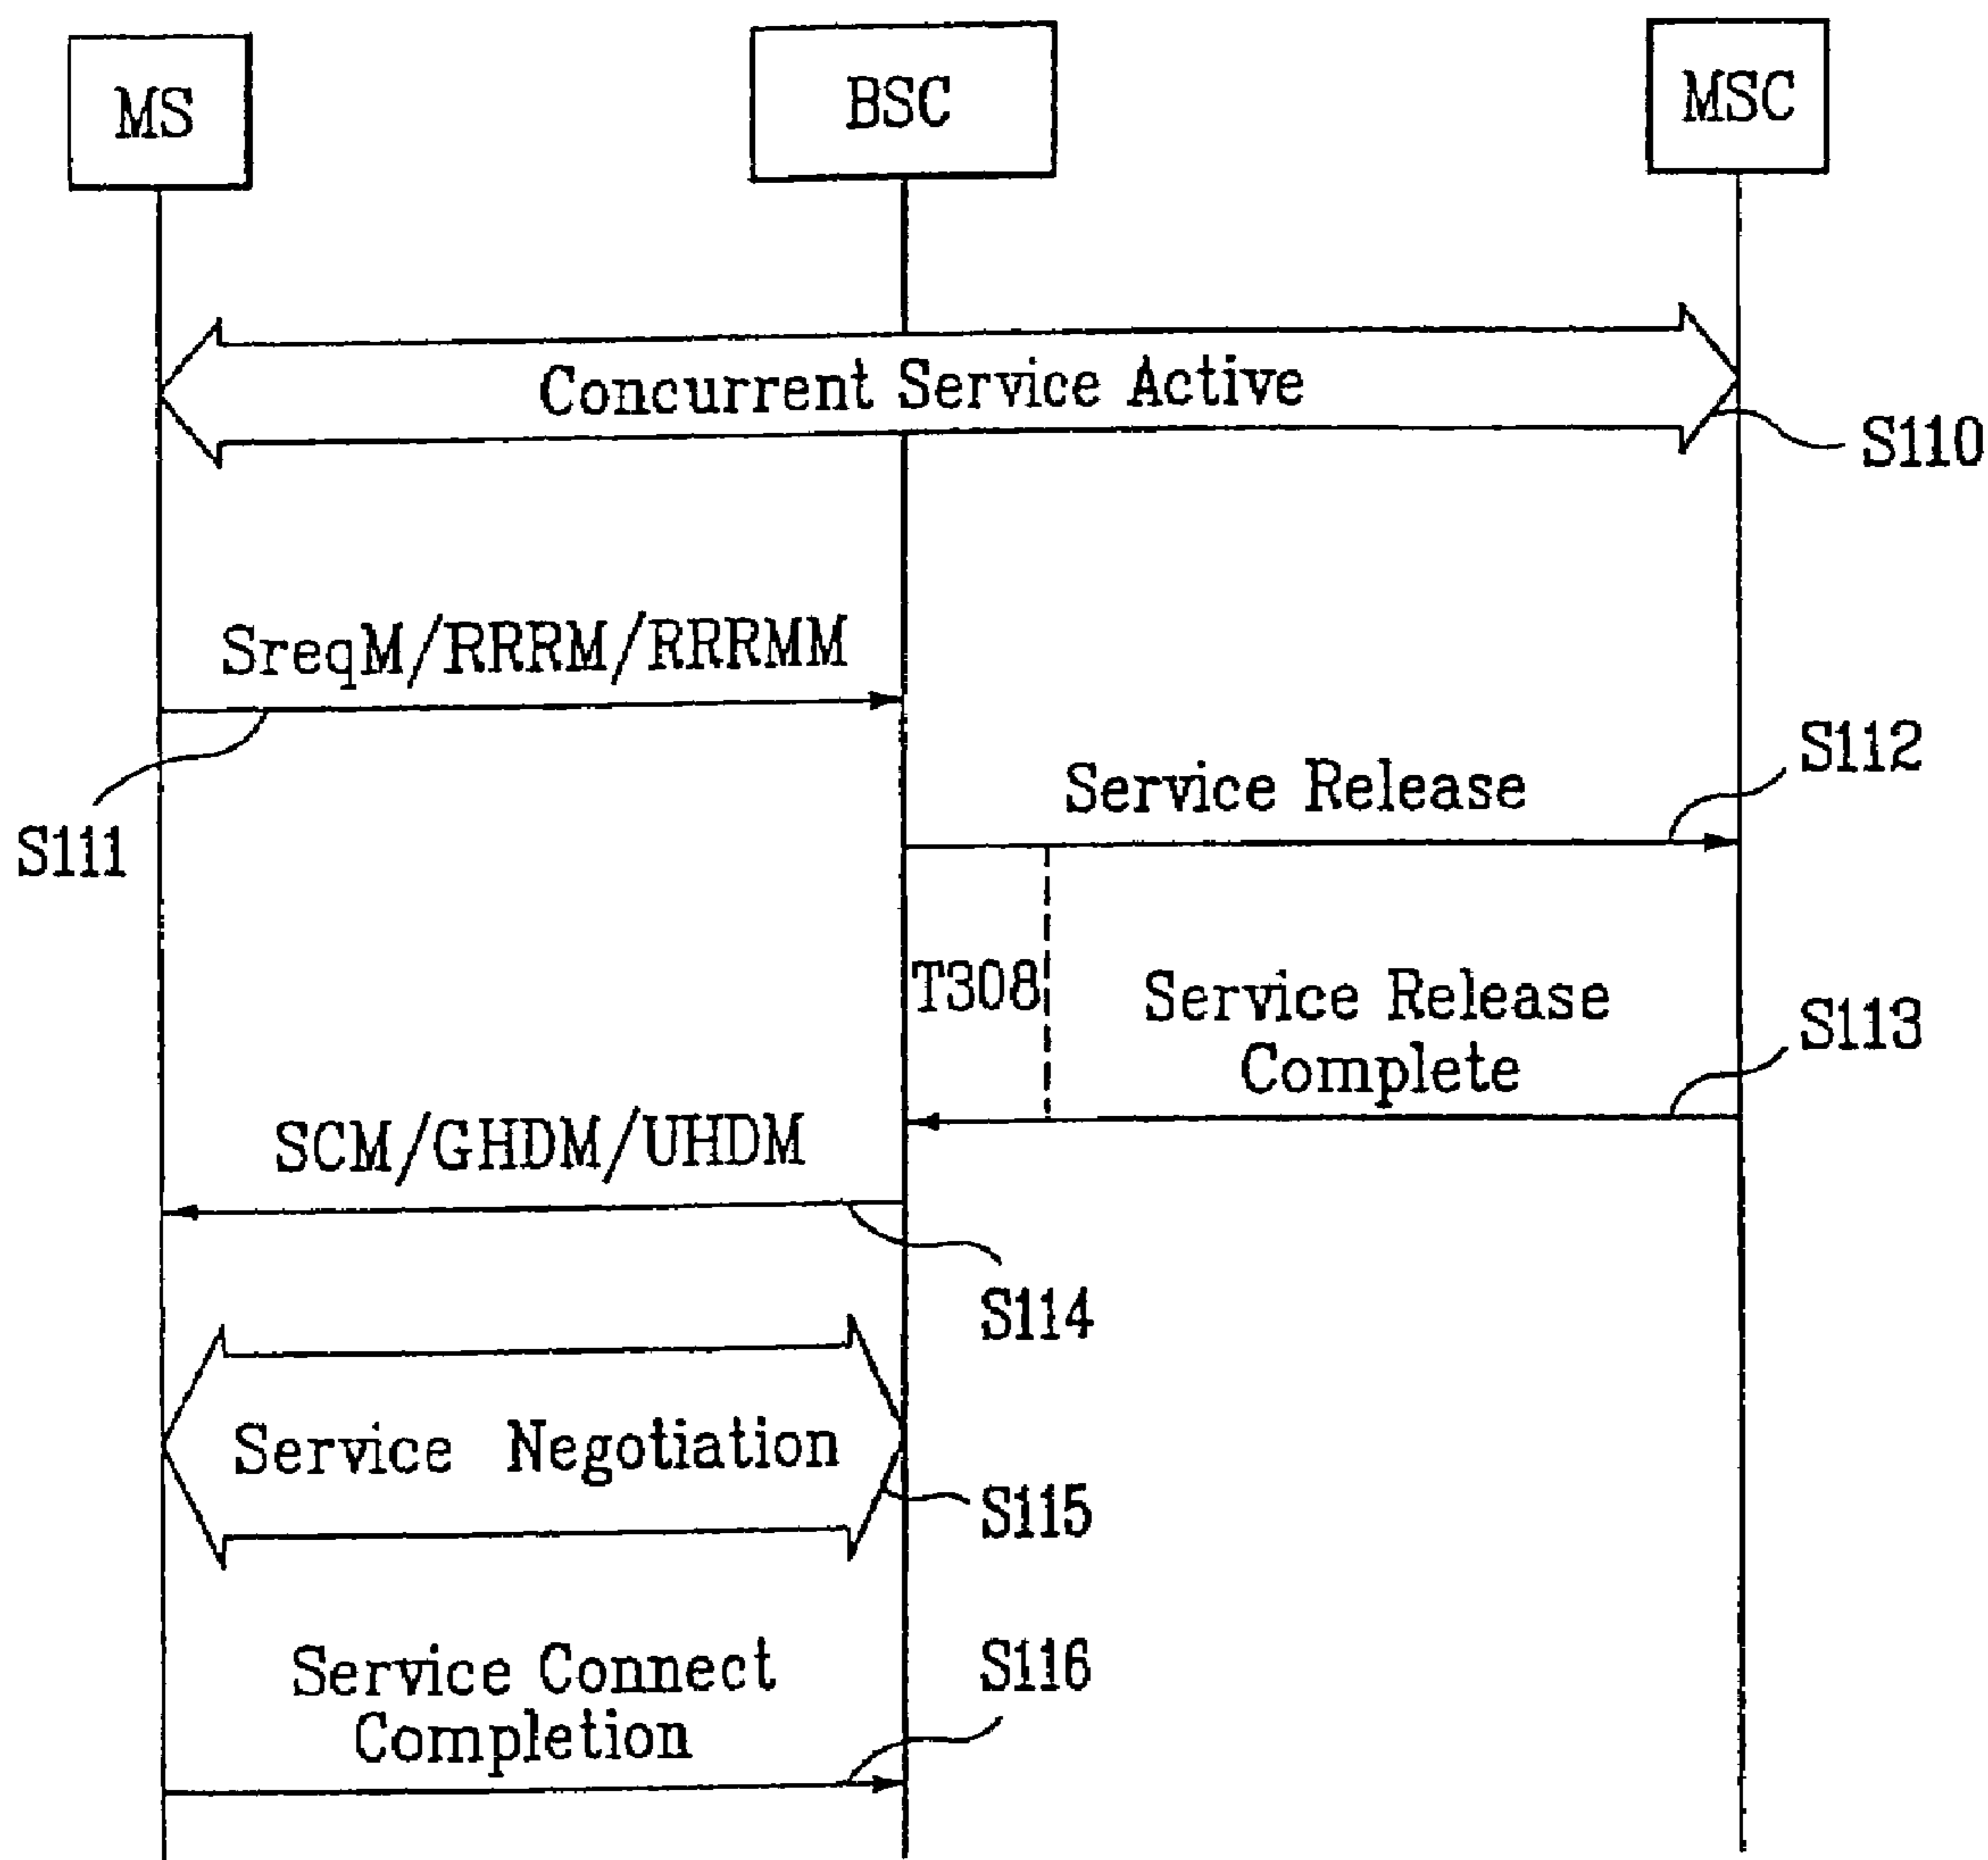 MS
BSC
MSC
Concurrent Service Active
S110
SreqM/RRRM/RRRMM
S111
Service Release
S112
T308
Service Release
Complete
S113
SCM/GHDM/UHDM
S114
Service Negotiation
S115
Service Connect
Completion
S116